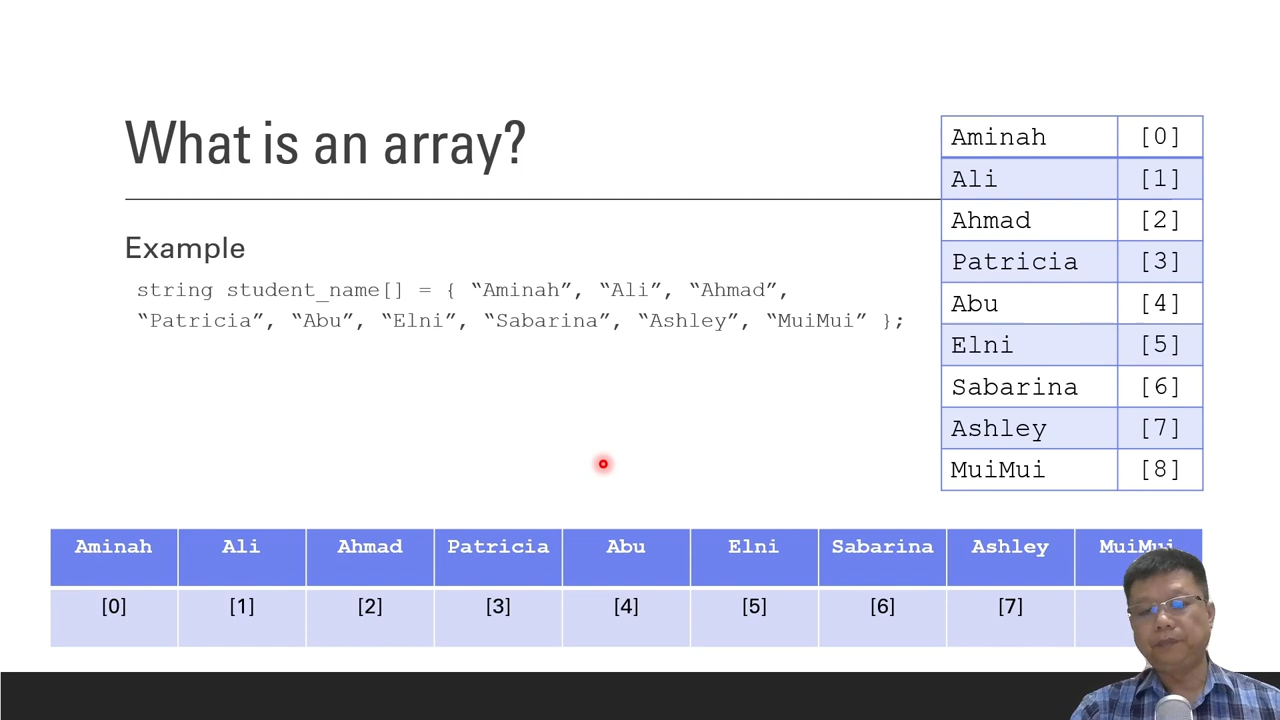 What is an array?
Example
string student_name[] = { “Aminah”, “Ali”, “Ahmad”,
“Patricia”, “Abu”, “Elni”, “Sabarina”, “Ashley”, “MuiMui” };
Aminah [0]
Ali [1]
Ahmad [2]
Patricia [3]
Abu [4]
Elni [5]
Sabarina [6]
Ashley [7]
MuiMui [8]
Aminah Ali Ahmad Patricia Abu Elni Sabarina Ashley MuiMui
[0] [1] [2] [3] [4] [5] [6] [7]